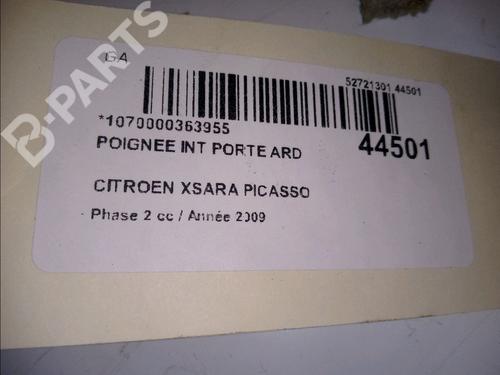 B-PARTS
GA
52721301 44501
*1070000363955
POIGNEE INT PORTE ARD
44501
CITROEN XSARA PICASSO
Phase 2 cc / Année 2009